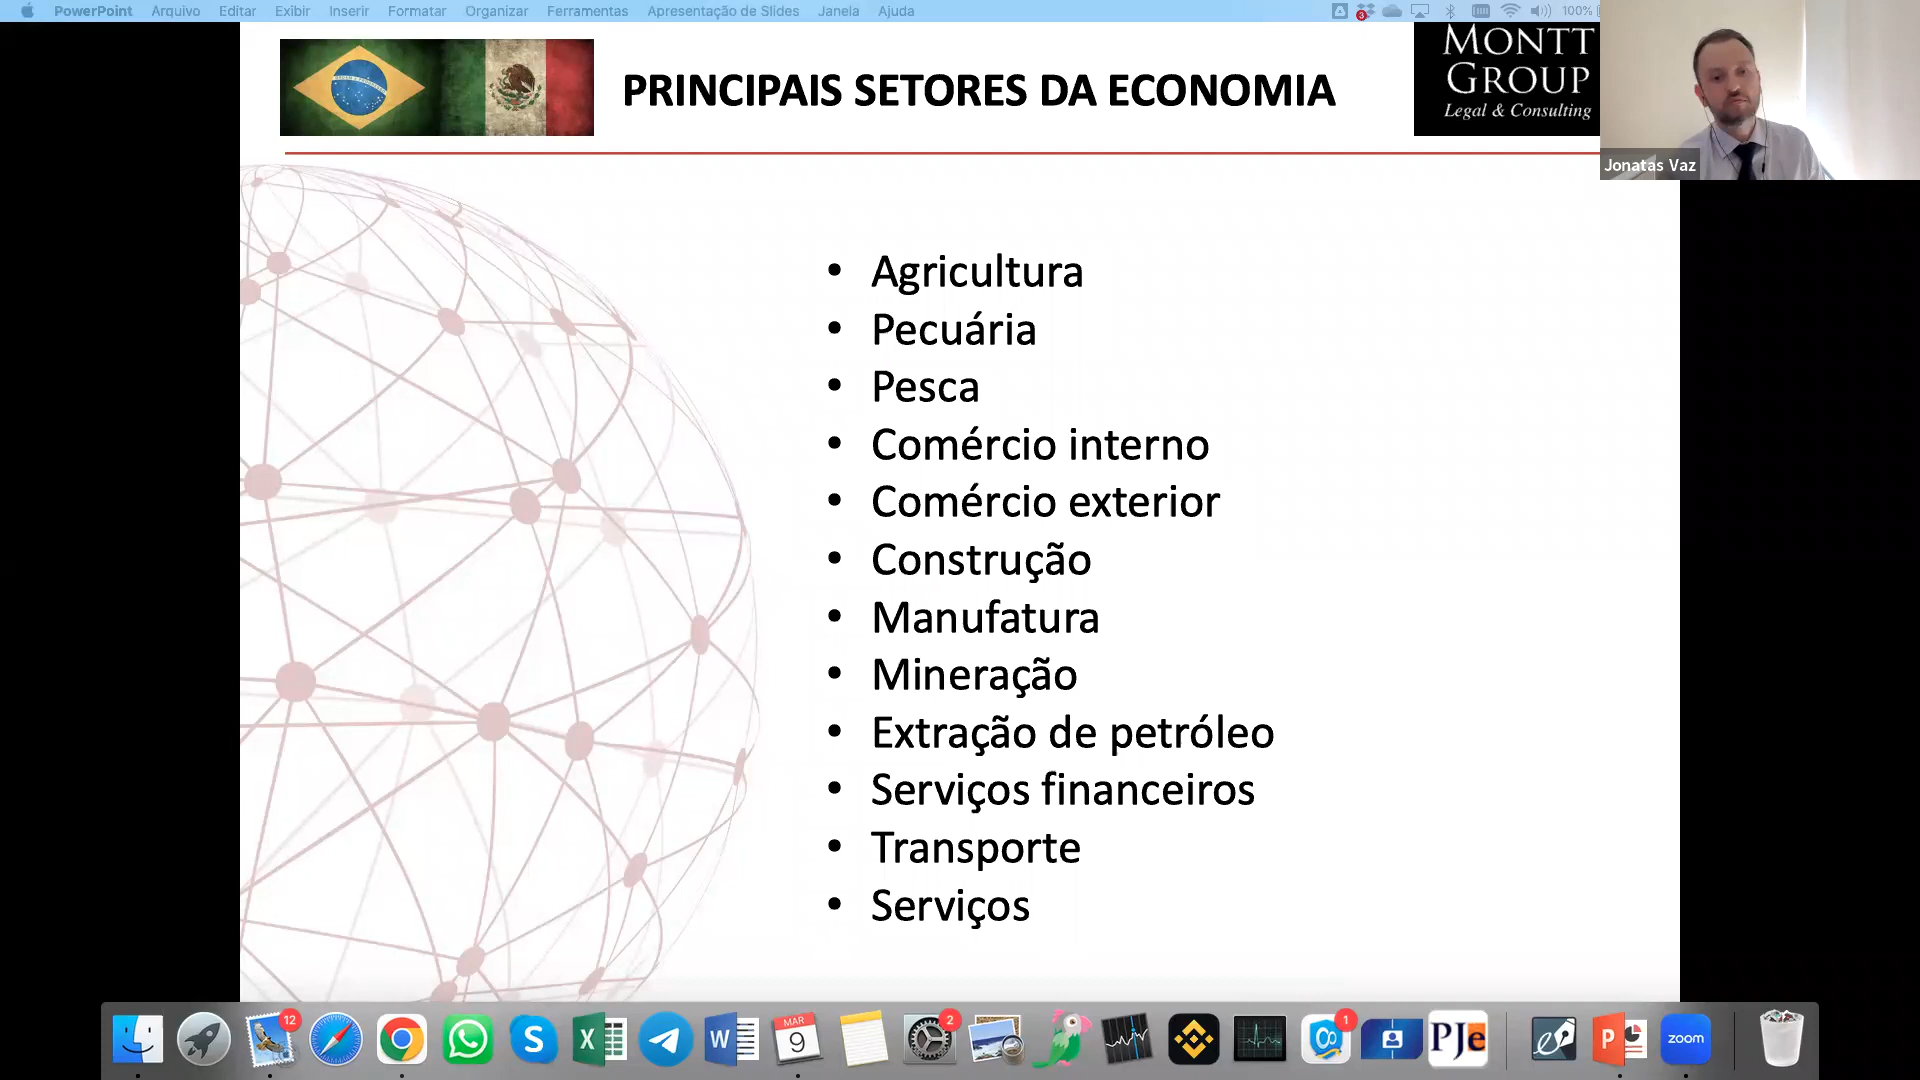 PowerPoint Arquivo Editar Exibir Inserir Formatar Organizar Ferramentas Apresentação de Slides Janela Ajuda 3 100%
PRINCIPAIS SETORES DA ECONOMIA
MONTT
GROUP
Legal & Consulting
Jonatas Vaz
• Agricultura
• Pecuária
• Pesca
• Comércio interno
• Comércio exterior
• Construção
• Manufatura
• Mineração
• Extração de petróleo
• Serviços financeiros
• Transporte
• Serviços
12
S
X
W
MAR
9
2
1
PJe
P
zoom